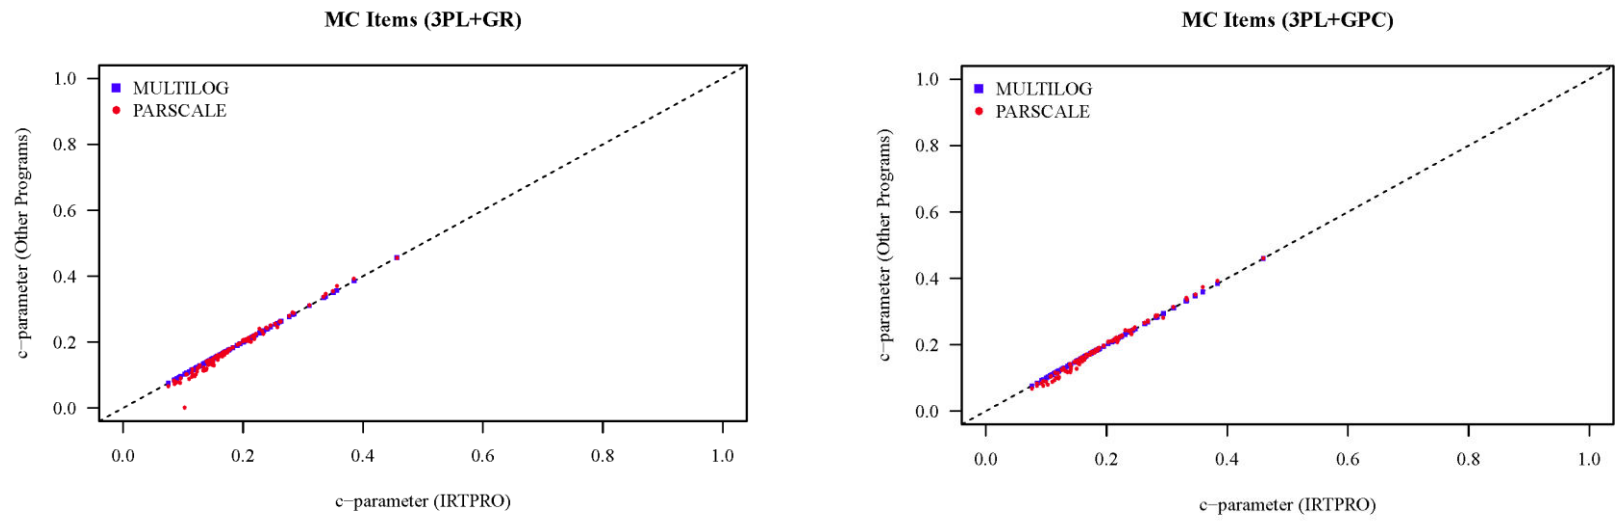 MC Items (3PL+GR)
MULTILOG
PARSCALE
1.0
0.8
0.6
0.4
0.2
0.0
c−parameter (Other Programs)
0.0 0.2 0.4 0.6 0.8 1.0
c−parameter (IRTPRO)
MC Items (3PL+GPC)
MULTILOG
PARSCALE
1.0
0.8
0.6
0.4
0.2
0.0
c−parameter (Other Programs)
0.0 0.2 0.4 0.6 0.8 1.0
c−parameter (IRTPRO)